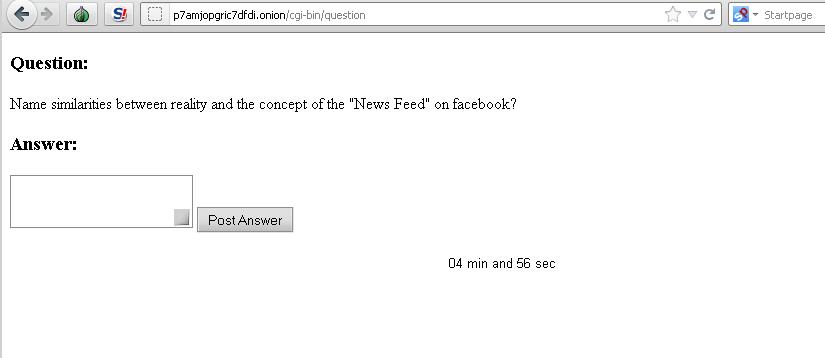 p7amjopgric7dfdi.onion/cgi-bin/question
Startpage
Question:
Name similarities between reality and the concept of the "News Feed" on facebook?
Answer:
Post Answer
04 min and 56 sec